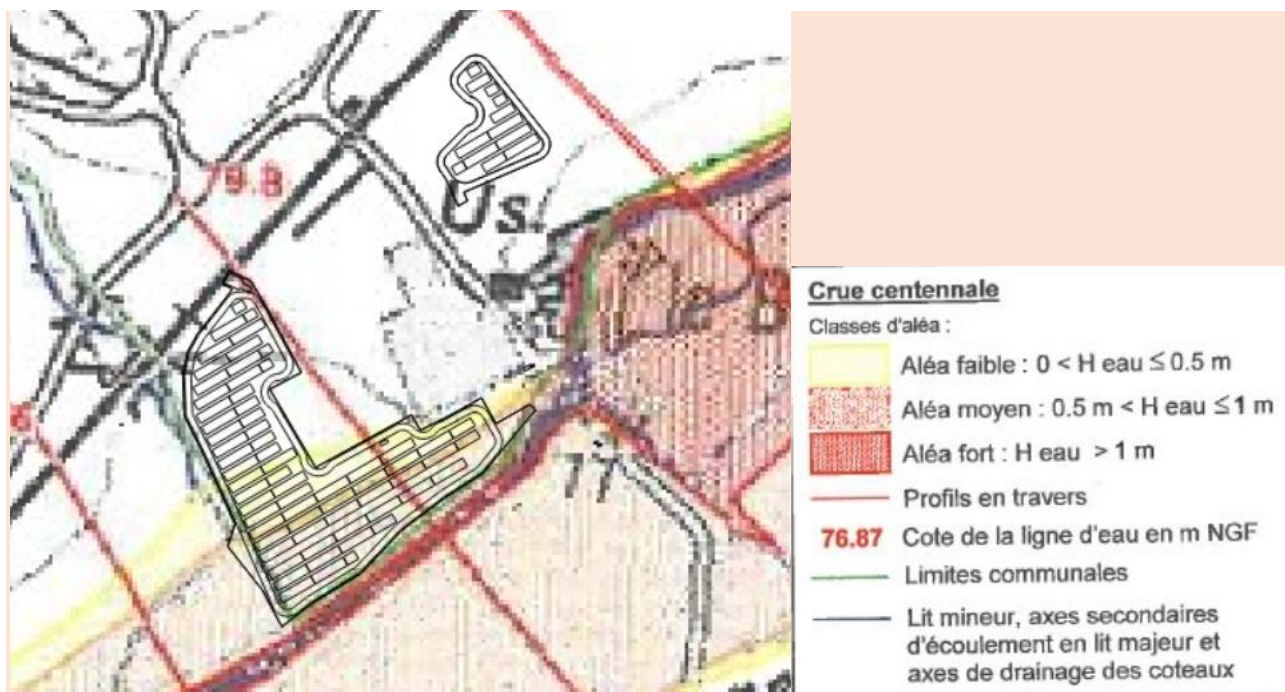 79.8
Us.
77
Crue centennale
Classes d'aléa :
Aléa faible : 0 < H eau ≤ 0.5 m
Aléa moyen : 0.5 m < H eau ≤ 1 m
Aléa fort : H eau > 1 m
Profils en travers
76.87 Cote de la ligne d'eau en m NGF
Limites communales
Lit mineur, axes secondaires
d'écoulement en lit majeur et
axes de drainage des coteaux